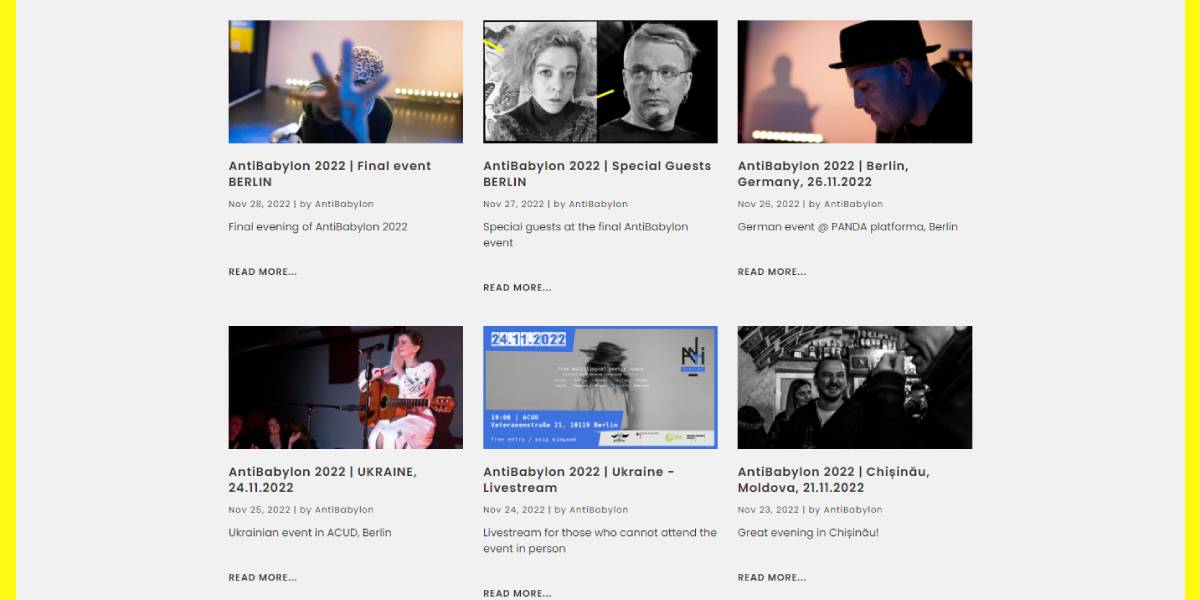 AntiBabylon 2022 | Final event
BERLIN
Nov 28, 2022 | by AntiBabylon
Final evening of AntiBabylon 2022
READ MORE...
AntiBabylon 2022 | Special Guests
BERLIN
Nov 27, 2022 | by AntiBabylon
Special guests at the final AntiBabylon
event
READ MORE...
AntiBabylon 2022 | Berlin,
Germany, 26.11.2022
Nov 26, 2022 | by AntiBabylon
German event @ PANDA platforma, Berlin
READ MORE...
AntiBabylon 2022 | UKRAINE,
24.11.2022
Nov 25, 2022 | by AntiBabylon
Ukrainian event in ACUD, Berlin
READ MORE...
24.11.2022
free multilingual poetry space
19:00 | ACUD
Veteranenstraße 21, 10119 Berlin
free entry / вхід вільний
AntiBabylon 2022 | Ukraine -
Livestream
Nov 24, 2022 | by AntiBabylon
Livestream for those who cannot attend the
event in person
READ MORE...
AntiBabylon 2022 | Chișinău,
Moldova, 21.11.2022
Nov 23, 2022 | by AntiBabylon
Great evening in Chișinău!
READ MORE...